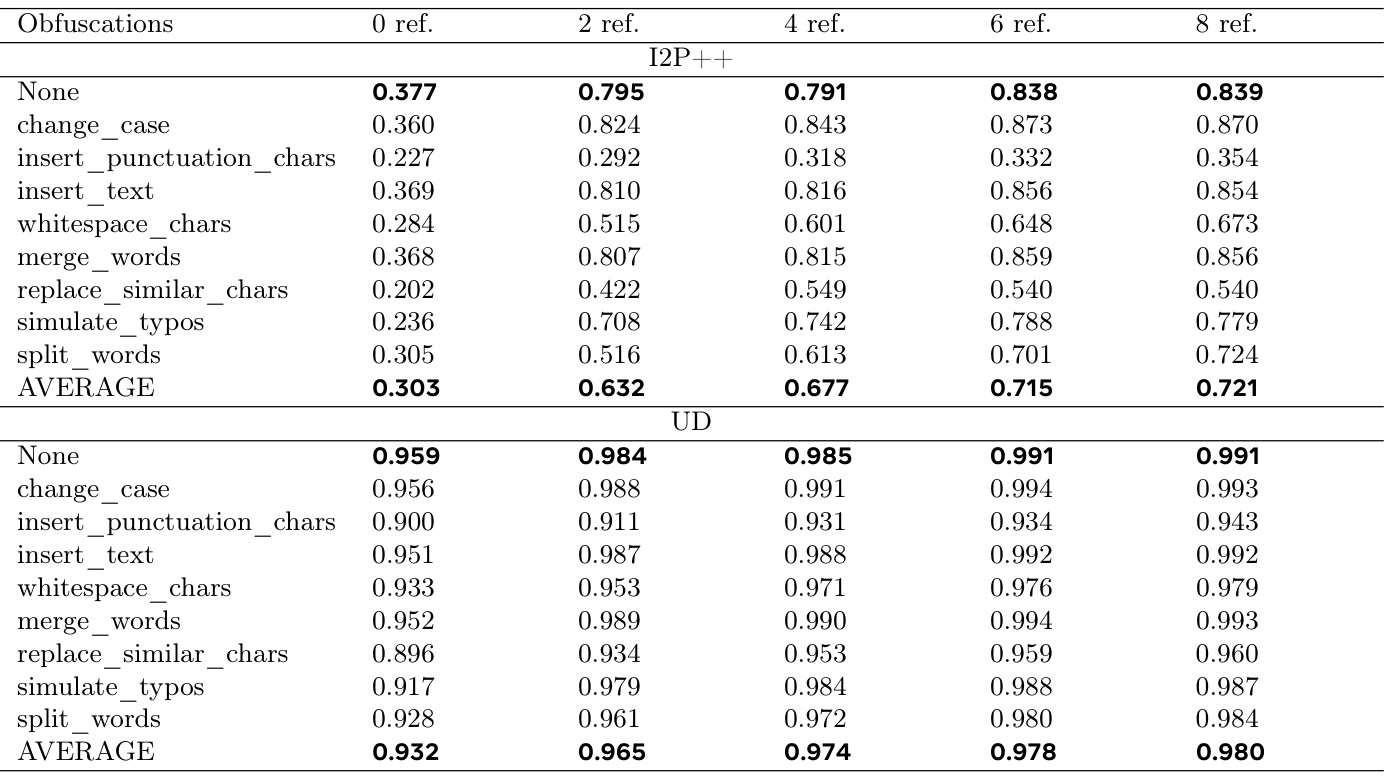 Obfuscations 0 ref. 2 ref. 4 ref. 6 ref. 8 ref.
I2P++
None 0.377 0.795 0.791 0.838 0.839
change_case 0.360 0.824 0.843 0.873 0.870
insert_punctuation_chars 0.227 0.292 0.318 0.332 0.354
insert_text 0.369 0.810 0.816 0.856 0.854
whitespace_chars 0.284 0.515 0.601 0.648 0.673
merge_words 0.368 0.807 0.815 0.859 0.856
replace_similar_chars 0.202 0.422 0.549 0.540 0.540
simulate_typos 0.236 0.708 0.742 0.788 0.779
split_words 0.305 0.516 0.613 0.701 0.724
AVERAGE 0.303 0.632 0.677 0.715 0.721
UD
None 0.959 0.984 0.985 0.991 0.991
change_case 0.956 0.988 0.991 0.994 0.993
insert_punctuation_chars 0.900 0.911 0.931 0.934 0.943
insert_text 0.951 0.987 0.988 0.992 0.992
whitespace_chars 0.933 0.953 0.971 0.976 0.979
merge_words 0.952 0.989 0.990 0.994 0.993
replace_similar_chars 0.896 0.934 0.953 0.959 0.960
simulate_typos 0.917 0.979 0.984 0.988 0.987
split_words 0.928 0.961 0.972 0.980 0.984
AVERAGE 0.932 0.965 0.974 0.978 0.980